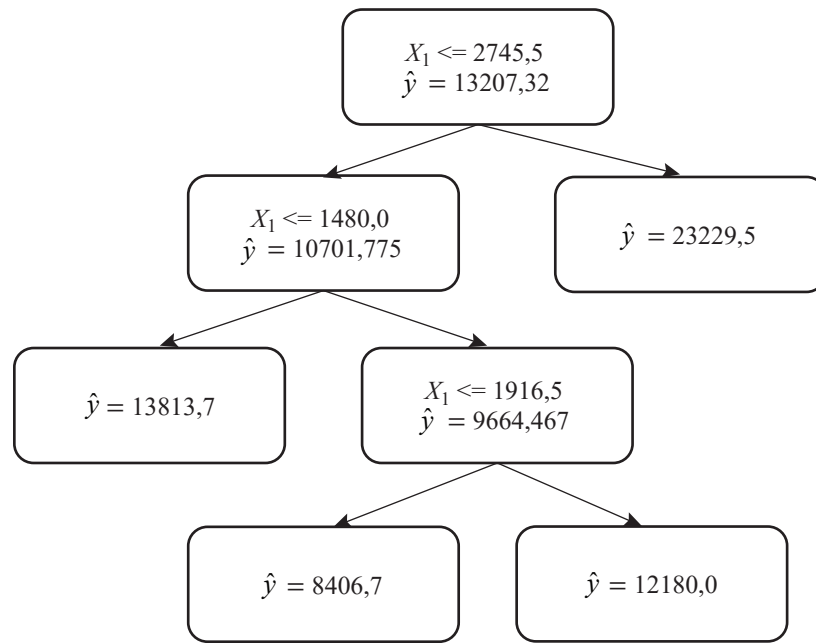 X₁ <= 2745,5
ŷ = 13207,32
X₁ <= 1480,0
ŷ = 10701,775
ŷ = 23229,5
ŷ = 13813,7
X₁ <= 1916,5
ŷ = 9664,467
ŷ = 8406,7
ŷ = 12180,0